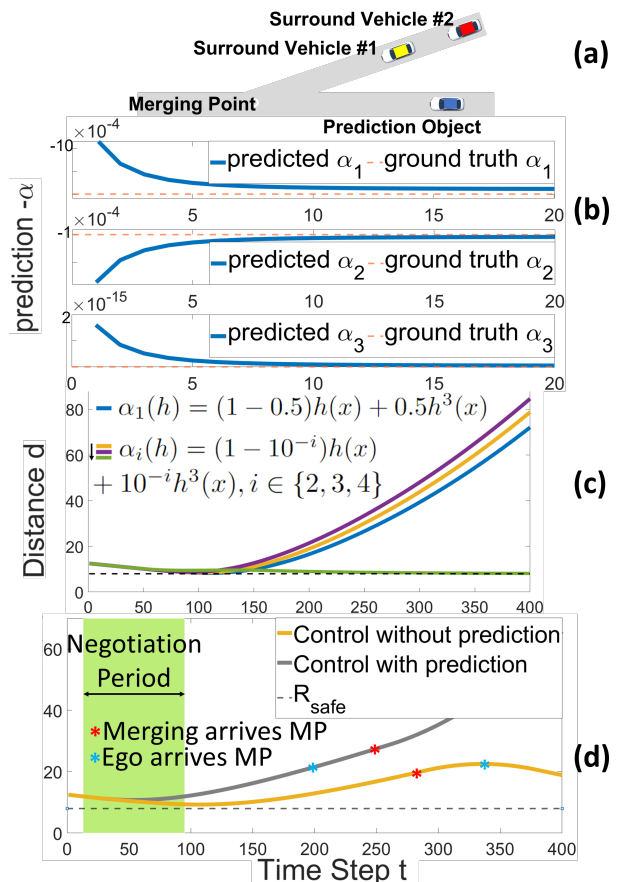 Surround Vehicle #2
Surround Vehicle #1
(a)
Merging Point
Prediction Object
-10 ×10⁻⁴
predicted α₁ ground truth α₁
5 10 15 20
prediction -α
(b)
-1 ×10⁻⁴
predicted α₂ ground truth α₂
5 10 15 20
2 ×10⁻¹⁵
predicted α₃ ground truth α₃
0 5 10 15 20
80
α₁(h) = (1 − 0.5)h(x) + 0.5h³(x)
αᵢ(h) = (1 − 10⁻ⁱ)h(x)
+ 10⁻ⁱh³(x), i ∈ {2, 3, 4}
60
40
20
0
Distance d
(c)
0 50 100 150 200 250 300 350 400
60
40
20
0
Negotiation
Period
Control without prediction
Control with prediction
R_safe
*Merging arrives MP
*Ego arrives MP
(d)
0 50 100 150 200 250 300 350 400
Time Step t